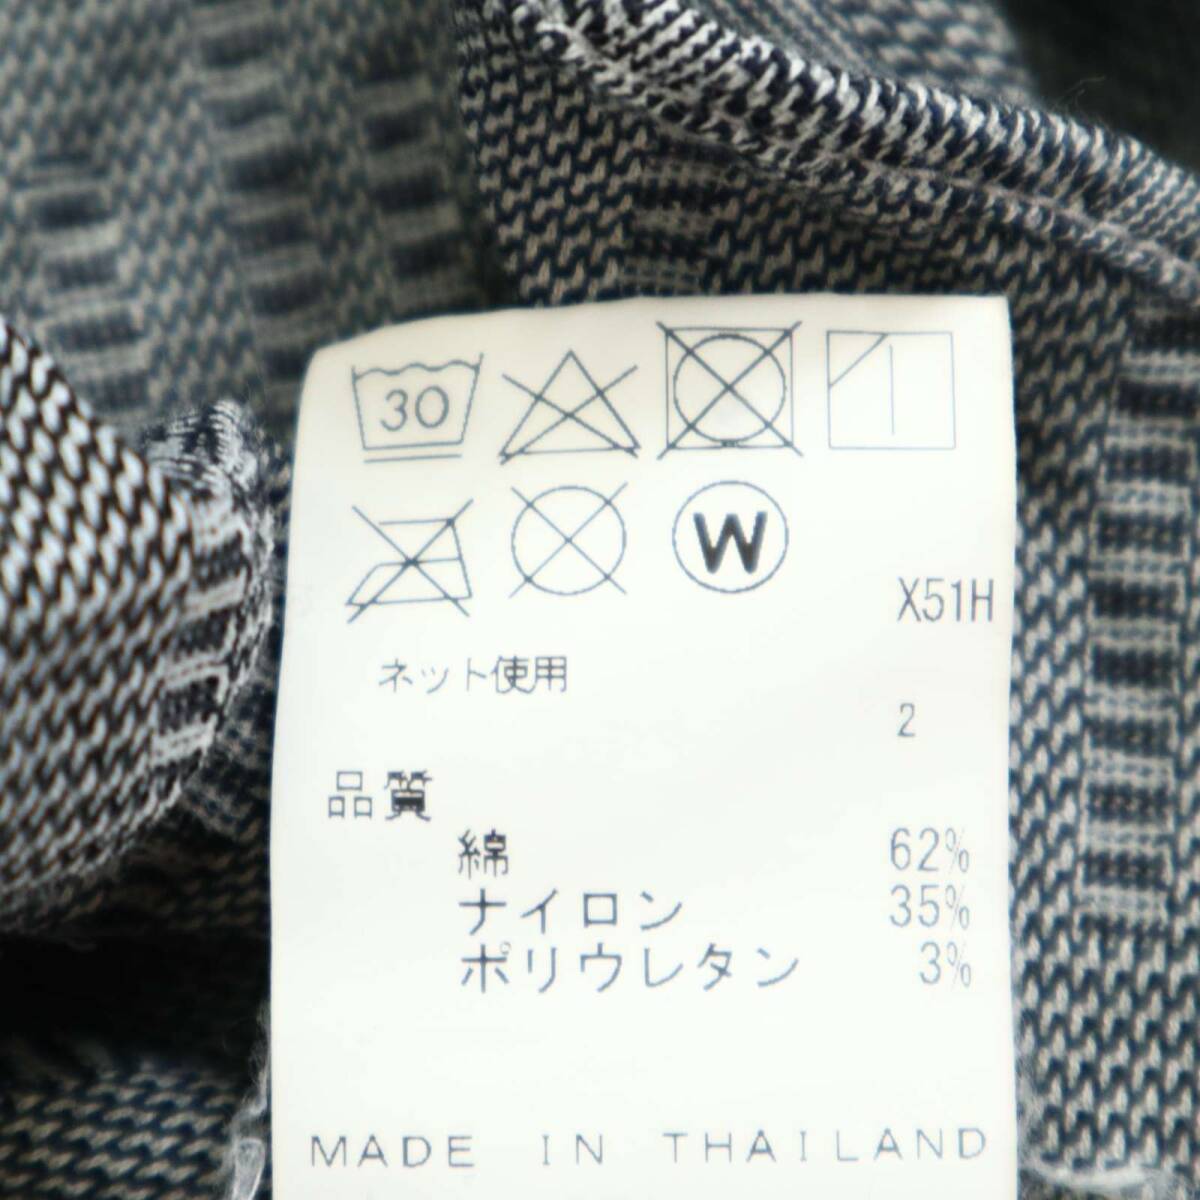 30
W
X51H
ネット使用
2
品質
綿 62%
ナイロン 35%
ポリウレタン 3%
MADE IN THAILAND